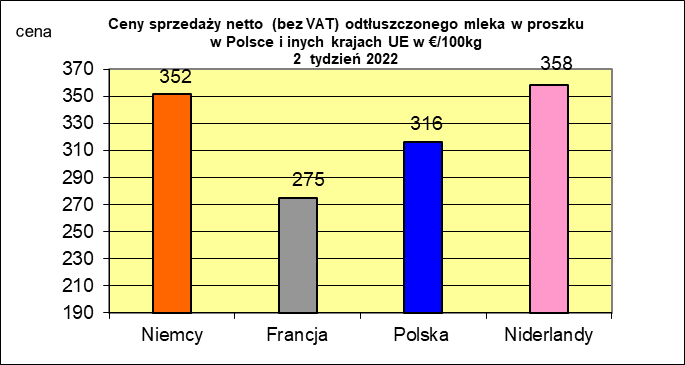 Ceny sprzedaży netto (bez VAT) odtłuszczonego mleka w proszku
w Polsce i inych krajach UE w €/100kg
2 tydzień 2022
cena
370
350
330
310
290
270
250
230
210
190
352
275
316
358
Niemcy Francja Polska Niderlandy